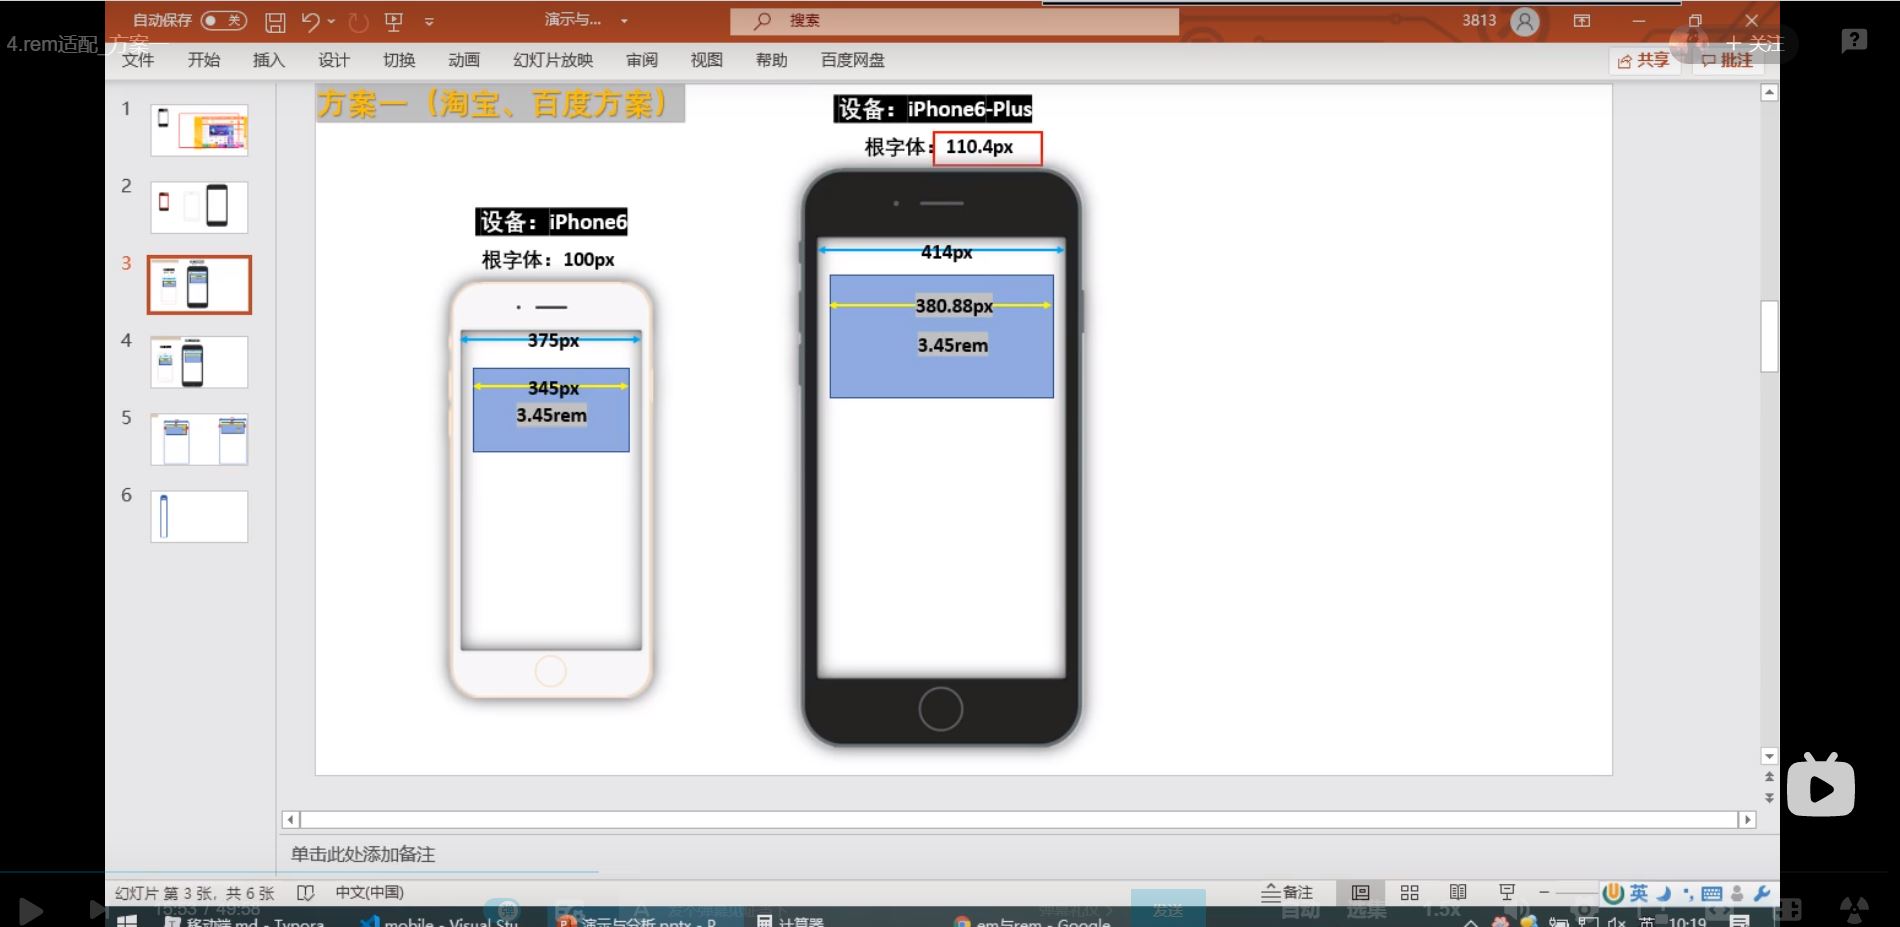 自动保存 关
演示与...
搜索
3813
4.rem适配_方案一
+ 关注
文件 开始 插入 设计 切换 动画 幻灯片放映 审阅 视图 帮助 百度网盘
共享 批注
1
2
3
4
5
6
方案一（淘宝、百度方案）
设备：iPhone6-Plus
根字体：110.4px
414px
380.88px
3.45rem
设备：iPhone6
根字体：100px
375px
345px
3.45rem
单击此处添加备注
幻灯片 第 3 张，共 6 张 中文(中国)
备注
英
15:53 / 49:58
发送
自动 选集 1.5x
移动端.md - Typora
mobile - Visual Stu
演示与分析.pptx - P
计算器
em与rem - Google
英 10:19